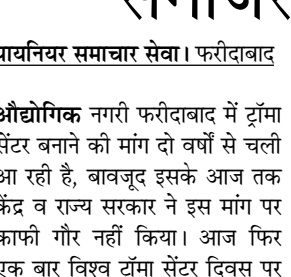 पायनियर समाचार सेवा। फरीदाबाद
औद्योगिक नगरी फरीदाबाद में ट्रॉमा
सेंटर बनाने की मांग दो वर्षों से चली
आ रही है, बावजूद इसके आज तक
केंद्र व राज्य सरकार ने इस मांग पर
काफी गौर नहीं किया। आज फिर
एक बार विश्व ट्रॉमा सेंटर दिवस पर